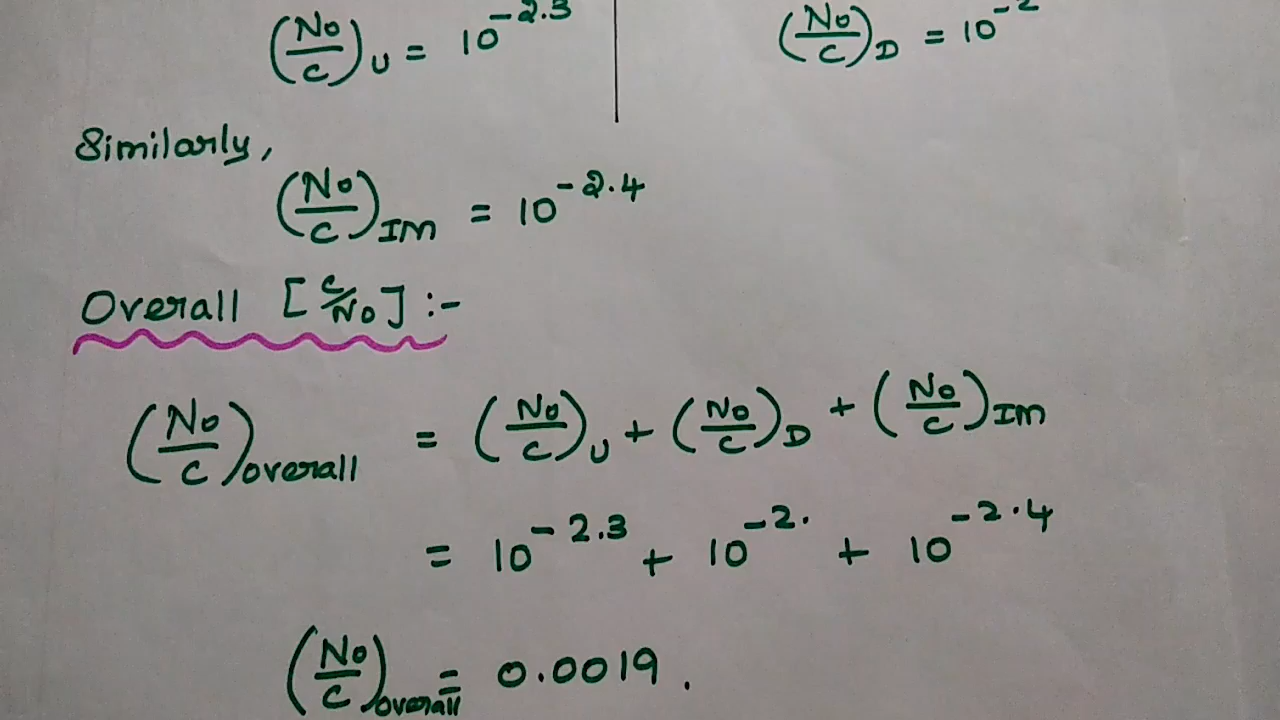 (No/C)U = 10^-2.3 (No/C)D = 10^-2
Similarly,
(No/C)IM = 10^-2.4
Overall [C/No] :-
(No/C)overall = (No/C)U + (No/C)D + (No/C)IM
= 10^-2.3 + 10^-2. + 10^-2.4
(No/C)overall = 0.0019.